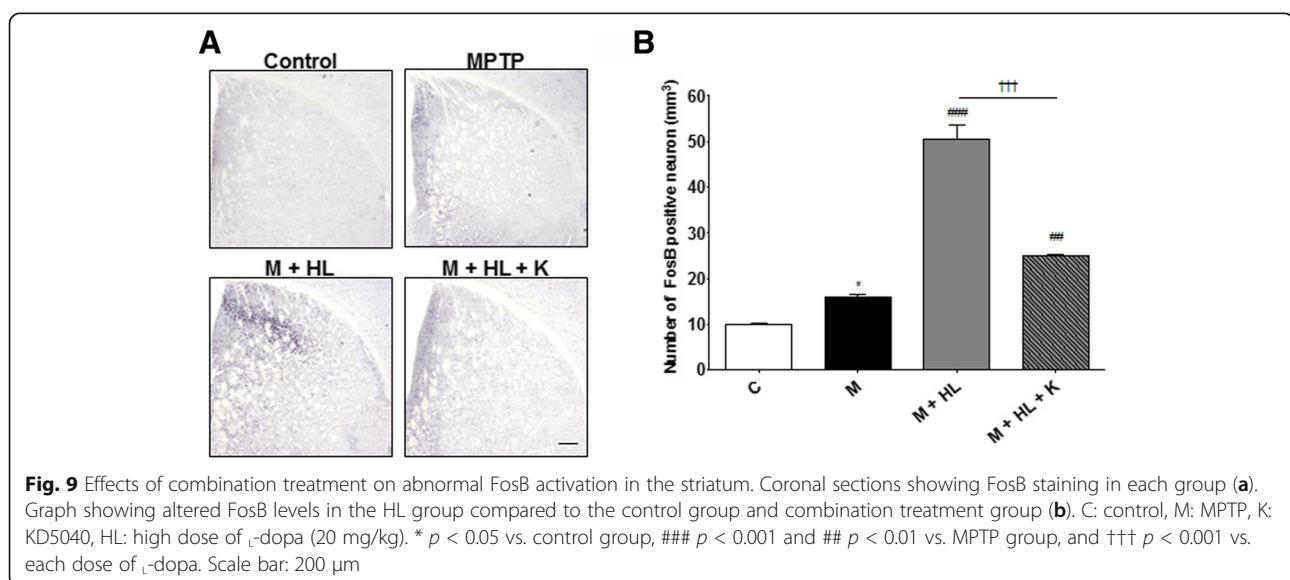 A
Control
MPTP
M + HL
M + HL + K
B
†††
Number of FosB positive neuron (mm³)
60
50
40
30
20
10
0
*
###
##
C
M
M + HL
M + HL + K
Fig. 9 Effects of combination treatment on abnormal FosB activation in the striatum. Coronal sections showing FosB staining in each group (a).
Graph showing altered FosB levels in the HL group compared to the control group and combination treatment group (b). C: control, M: MPTP, K:
KD5040, HL: high dose of L-dopa (20 mg/kg). * p < 0.05 vs. control group, ### p < 0.001 and ## p < 0.01 vs. MPTP group, and ††† p < 0.001 vs.
each dose of L-dopa. Scale bar: 200 μm